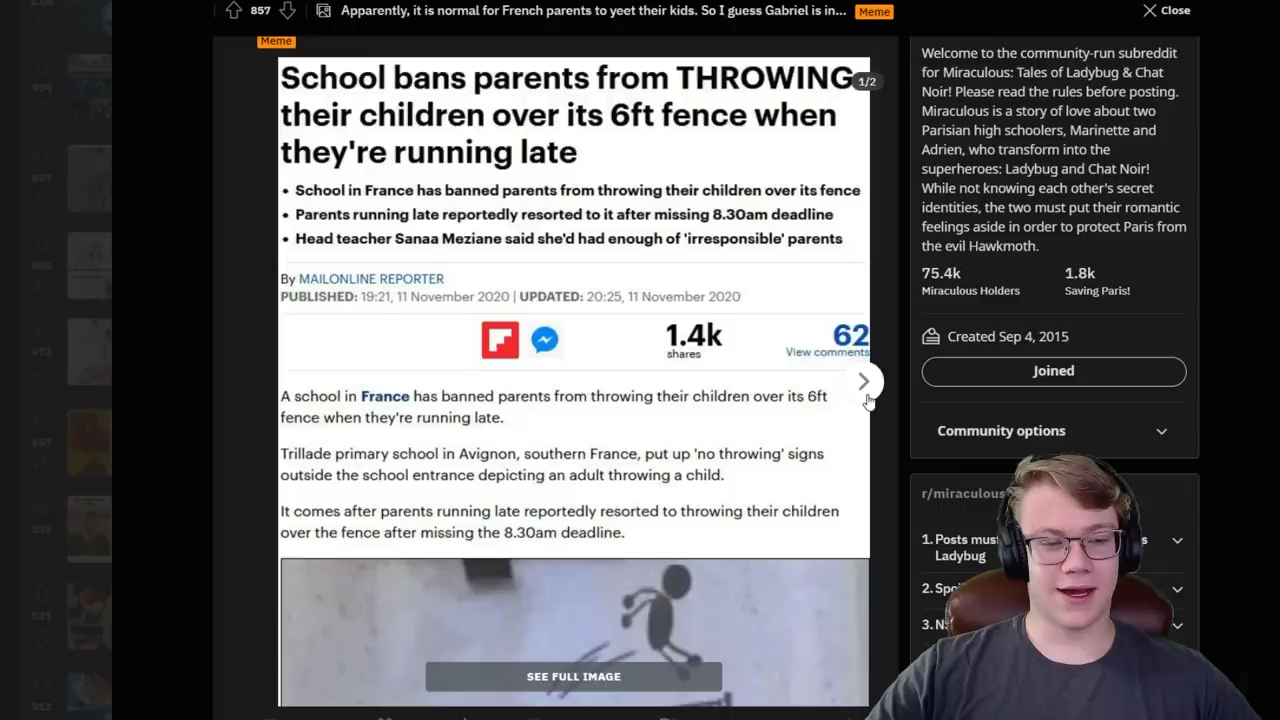 857
Apparently, it is normal for French parents to yeet their kids. So I guess Gabriel is in...
Meme
Close
Meme
School bans parents from THROWING
their children over its 6ft fence when
they're running late
1/2
• School in France has banned parents from throwing their children over its fence
• Parents running late reportedly resorted to it after missing 8.30am deadline
• Head teacher Sanaa Meziane said she'd had enough of 'irresponsible' parents
By MAILONLINE REPORTER
PUBLISHED: 19:21, 11 November 2020 | UPDATED: 20:25, 11 November 2020
1.4k
shares
62
View comments
A school in France has banned parents from throwing their children over its 6ft
fence when they're running late.
Trillade primary school in Avignon, southern France, put up 'no throwing' signs
outside the school entrance depicting an adult throwing a child.
It comes after parents running late reportedly resorted to throwing their children
over the fence after missing the 8.30am deadline.
SEE FULL IMAGE
Welcome to the community-run subreddit
for Miraculous: Tales of Ladybug & Chat
Noir! Please read the rules before posting.
Miraculous is a story of love about two
Parisian high schoolers, Marinette and
Adrien, who transform into the
superheroes: Ladybug and Chat Noir!
While not knowing each other's secret
identities, the two must put their romantic
feelings aside in order to protect Paris from
the evil Hawkmoth.
75.4k
Miraculous Holders
1.8k
Saving Paris!
Created Sep 4, 2015
Joined
Community options
r/miraculous
1. Posts mus
s
Ladybug
2. Spo
3. N
954
857
806
673
657
538
535
512